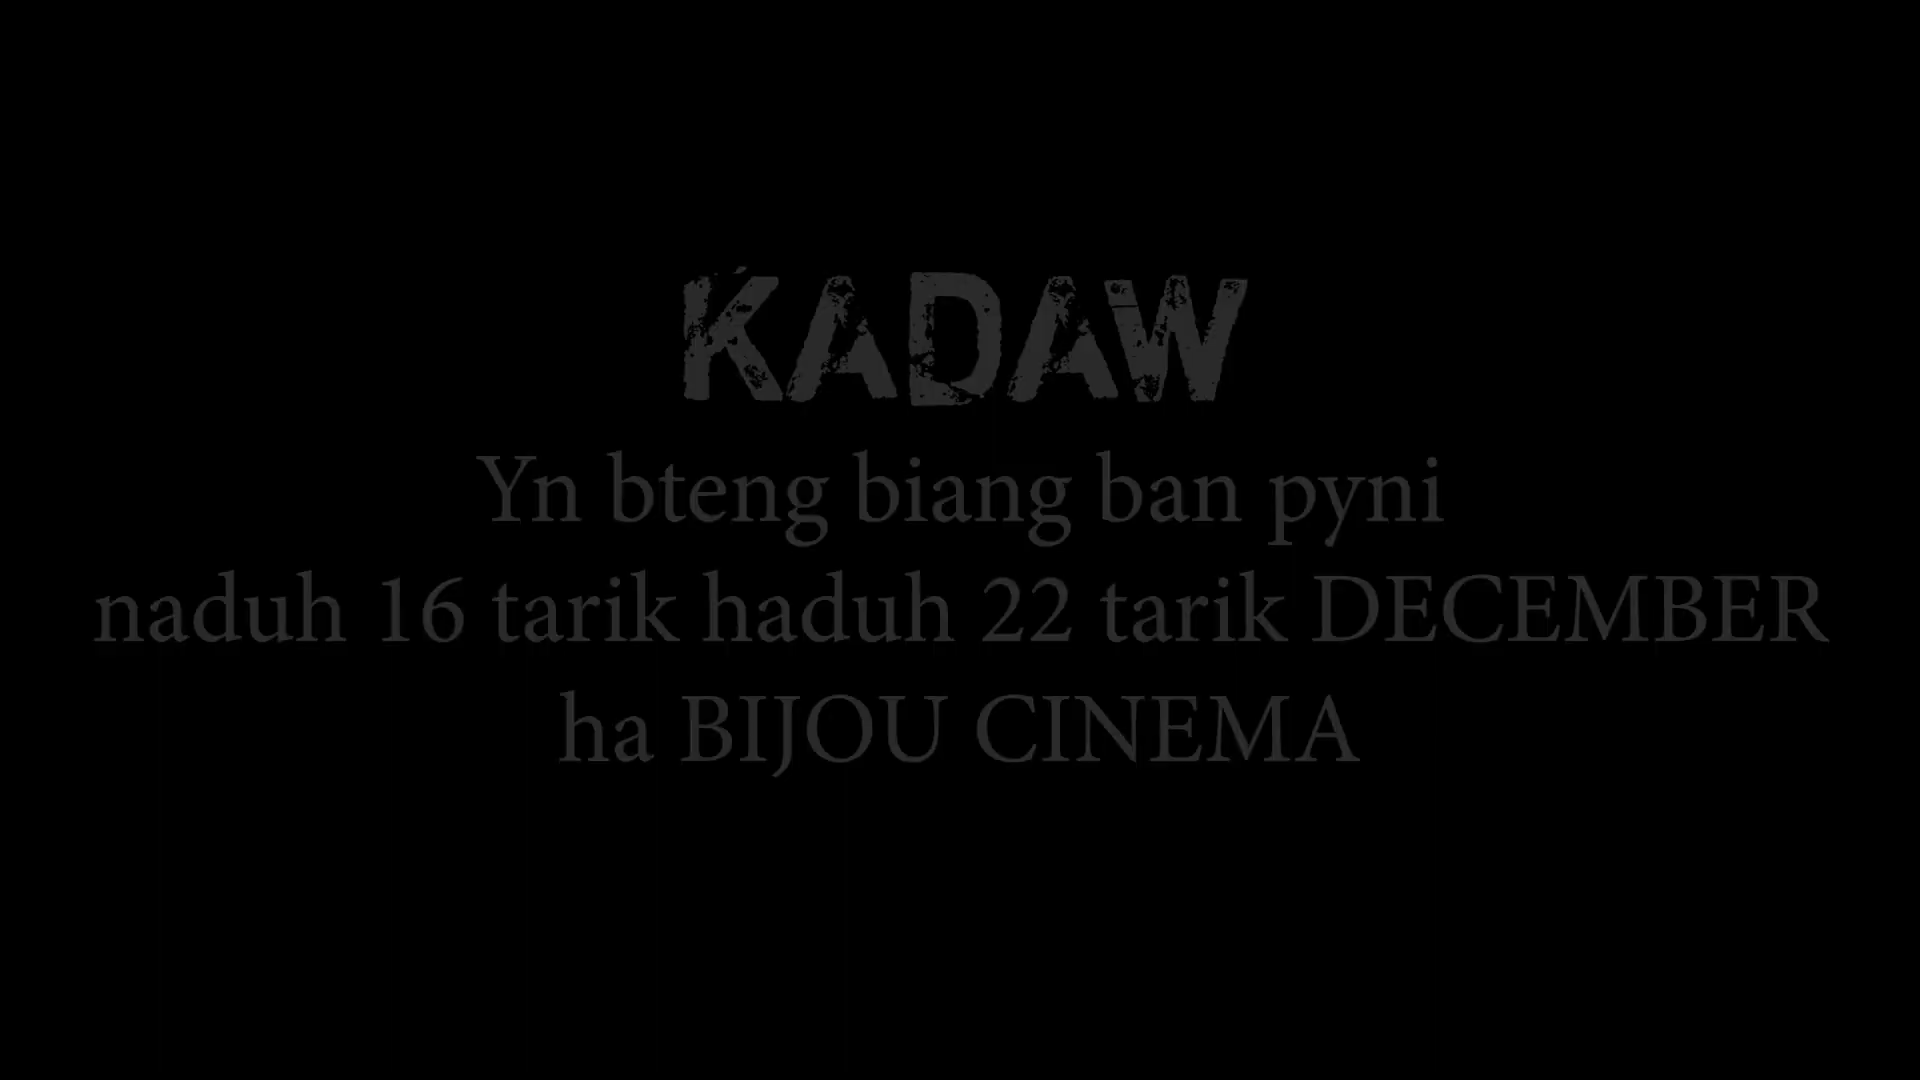 KADAW
Yn bteng biang ban pyni
naduh 16 tarik haduh 22 tarik DECEMBER
ha BIJOU CINEMA